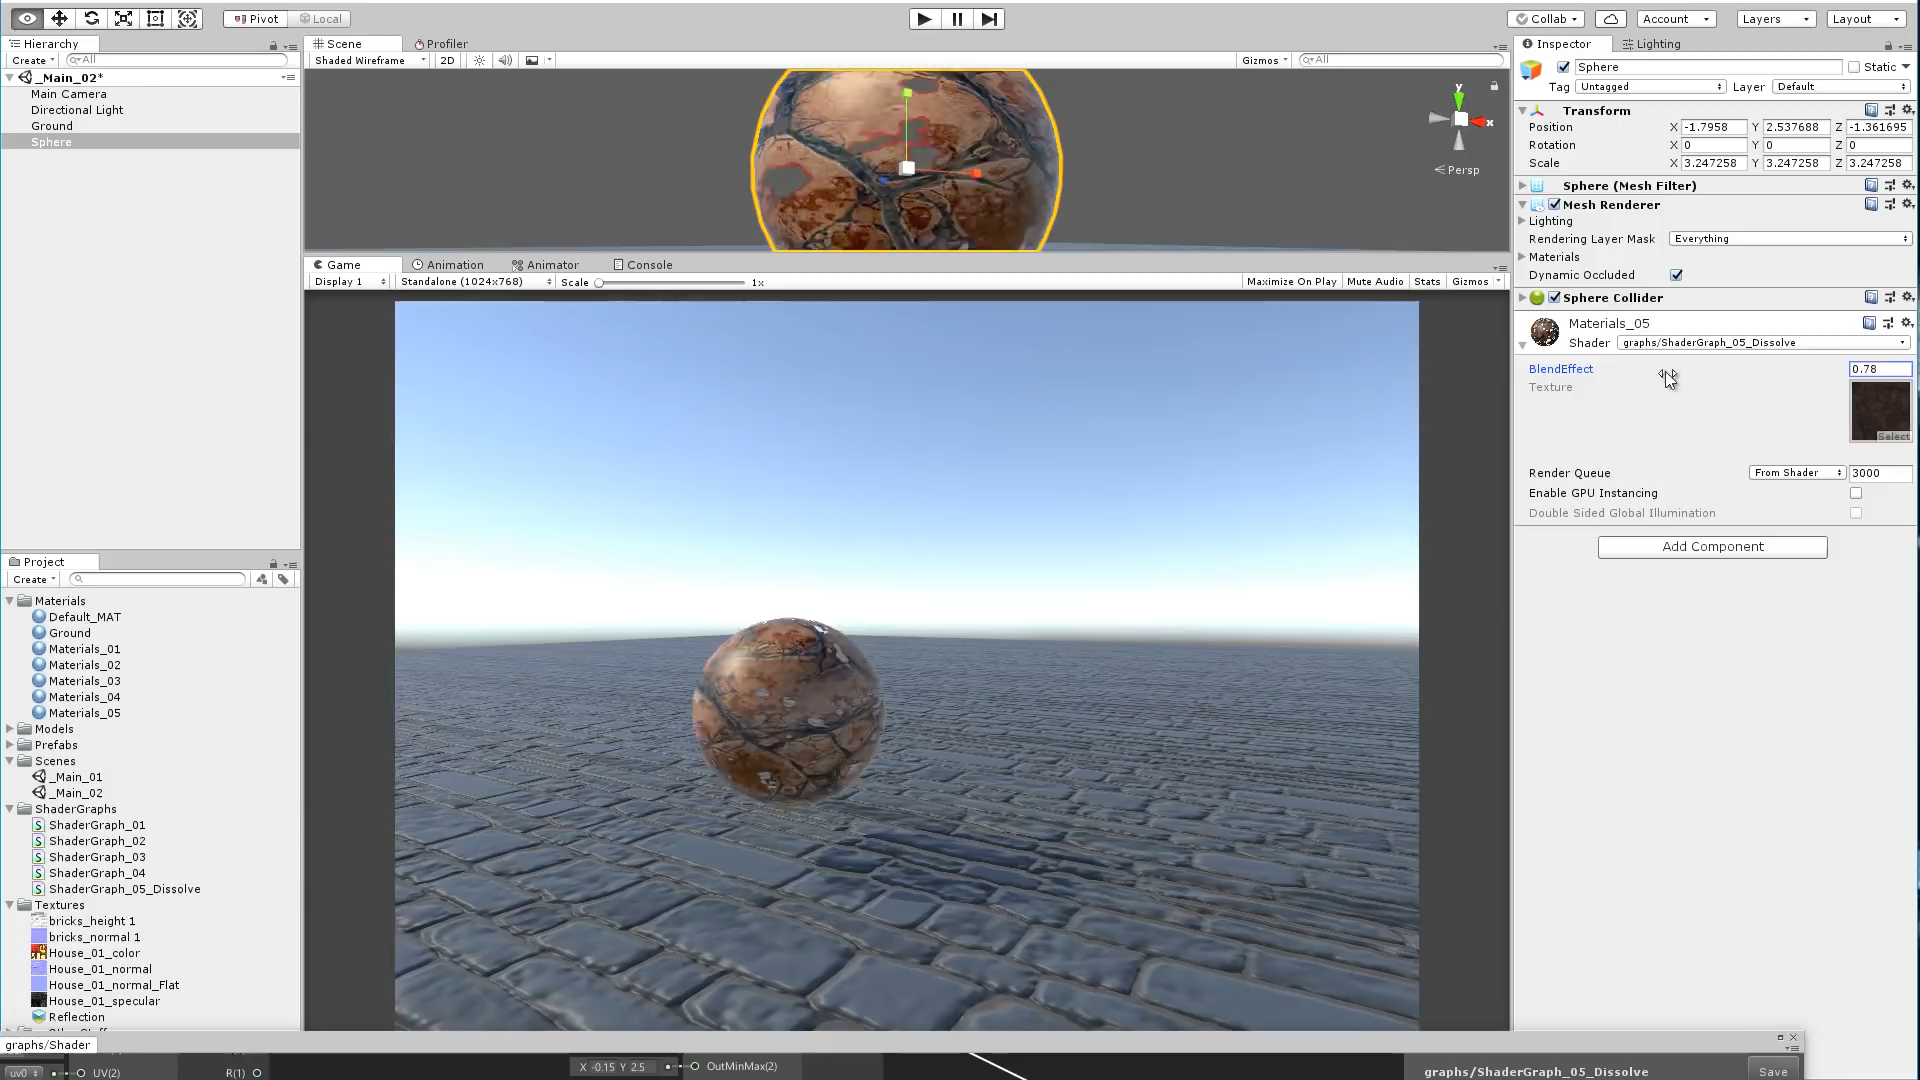 Pivot Local Collab Account Layers Layout
Hierarchy
Create All
_Main_02*
Main Camera
Directional Light
Ground
Sphere
Scene Profiler
Shaded Wireframe 2D Gizmos All
y
x
Persp
Game Animation Animator Console
Display 1 Standalone (1024x768) Scale 1x Maximize On Play Mute Audio Stats Gizmos
Project
Create
Materials
Default_MAT
Ground
Materials_01
Materials_02
Materials_03
Materials_04
Materials_05
Models
Prefabs
Scenes
_Main_01
_Main_02
ShaderGraphs
ShaderGraph_01
ShaderGraph_02
ShaderGraph_03
ShaderGraph_04
ShaderGraph_05_Dissolve
Textures
bricks_height 1
bricks_normal 1
House_01_color
House_01_normal
House_01_normal_Flat
House_01_specular
Reflection
Inspector Lighting
Sphere Static
Tag Untagged Layer Default
Transform
Position X -1.7958 Y 2.537688 Z -1.361695
Rotation X 0 Y 0 Z 0
Scale X 3.247258 Y 3.247258 Z 3.247258
Sphere (Mesh Filter)
Mesh Renderer
Lighting
Rendering Layer Mask Everything
Materials
Dynamic Occluded
Sphere Collider
Materials_05
Shader graphs/ShaderGraph_05_Dissolve
BlendEffect 0.78
Texture
Select
Render Queue From Shader 3000
Enable GPU Instancing
Double Sided Global Illumination
Add Component
graphs/Shader
uv0 UV(2) R(1) X -0.15 Y 2.5 OutMinMax(2) graphs/ShaderGraph_05_Dissolve Save